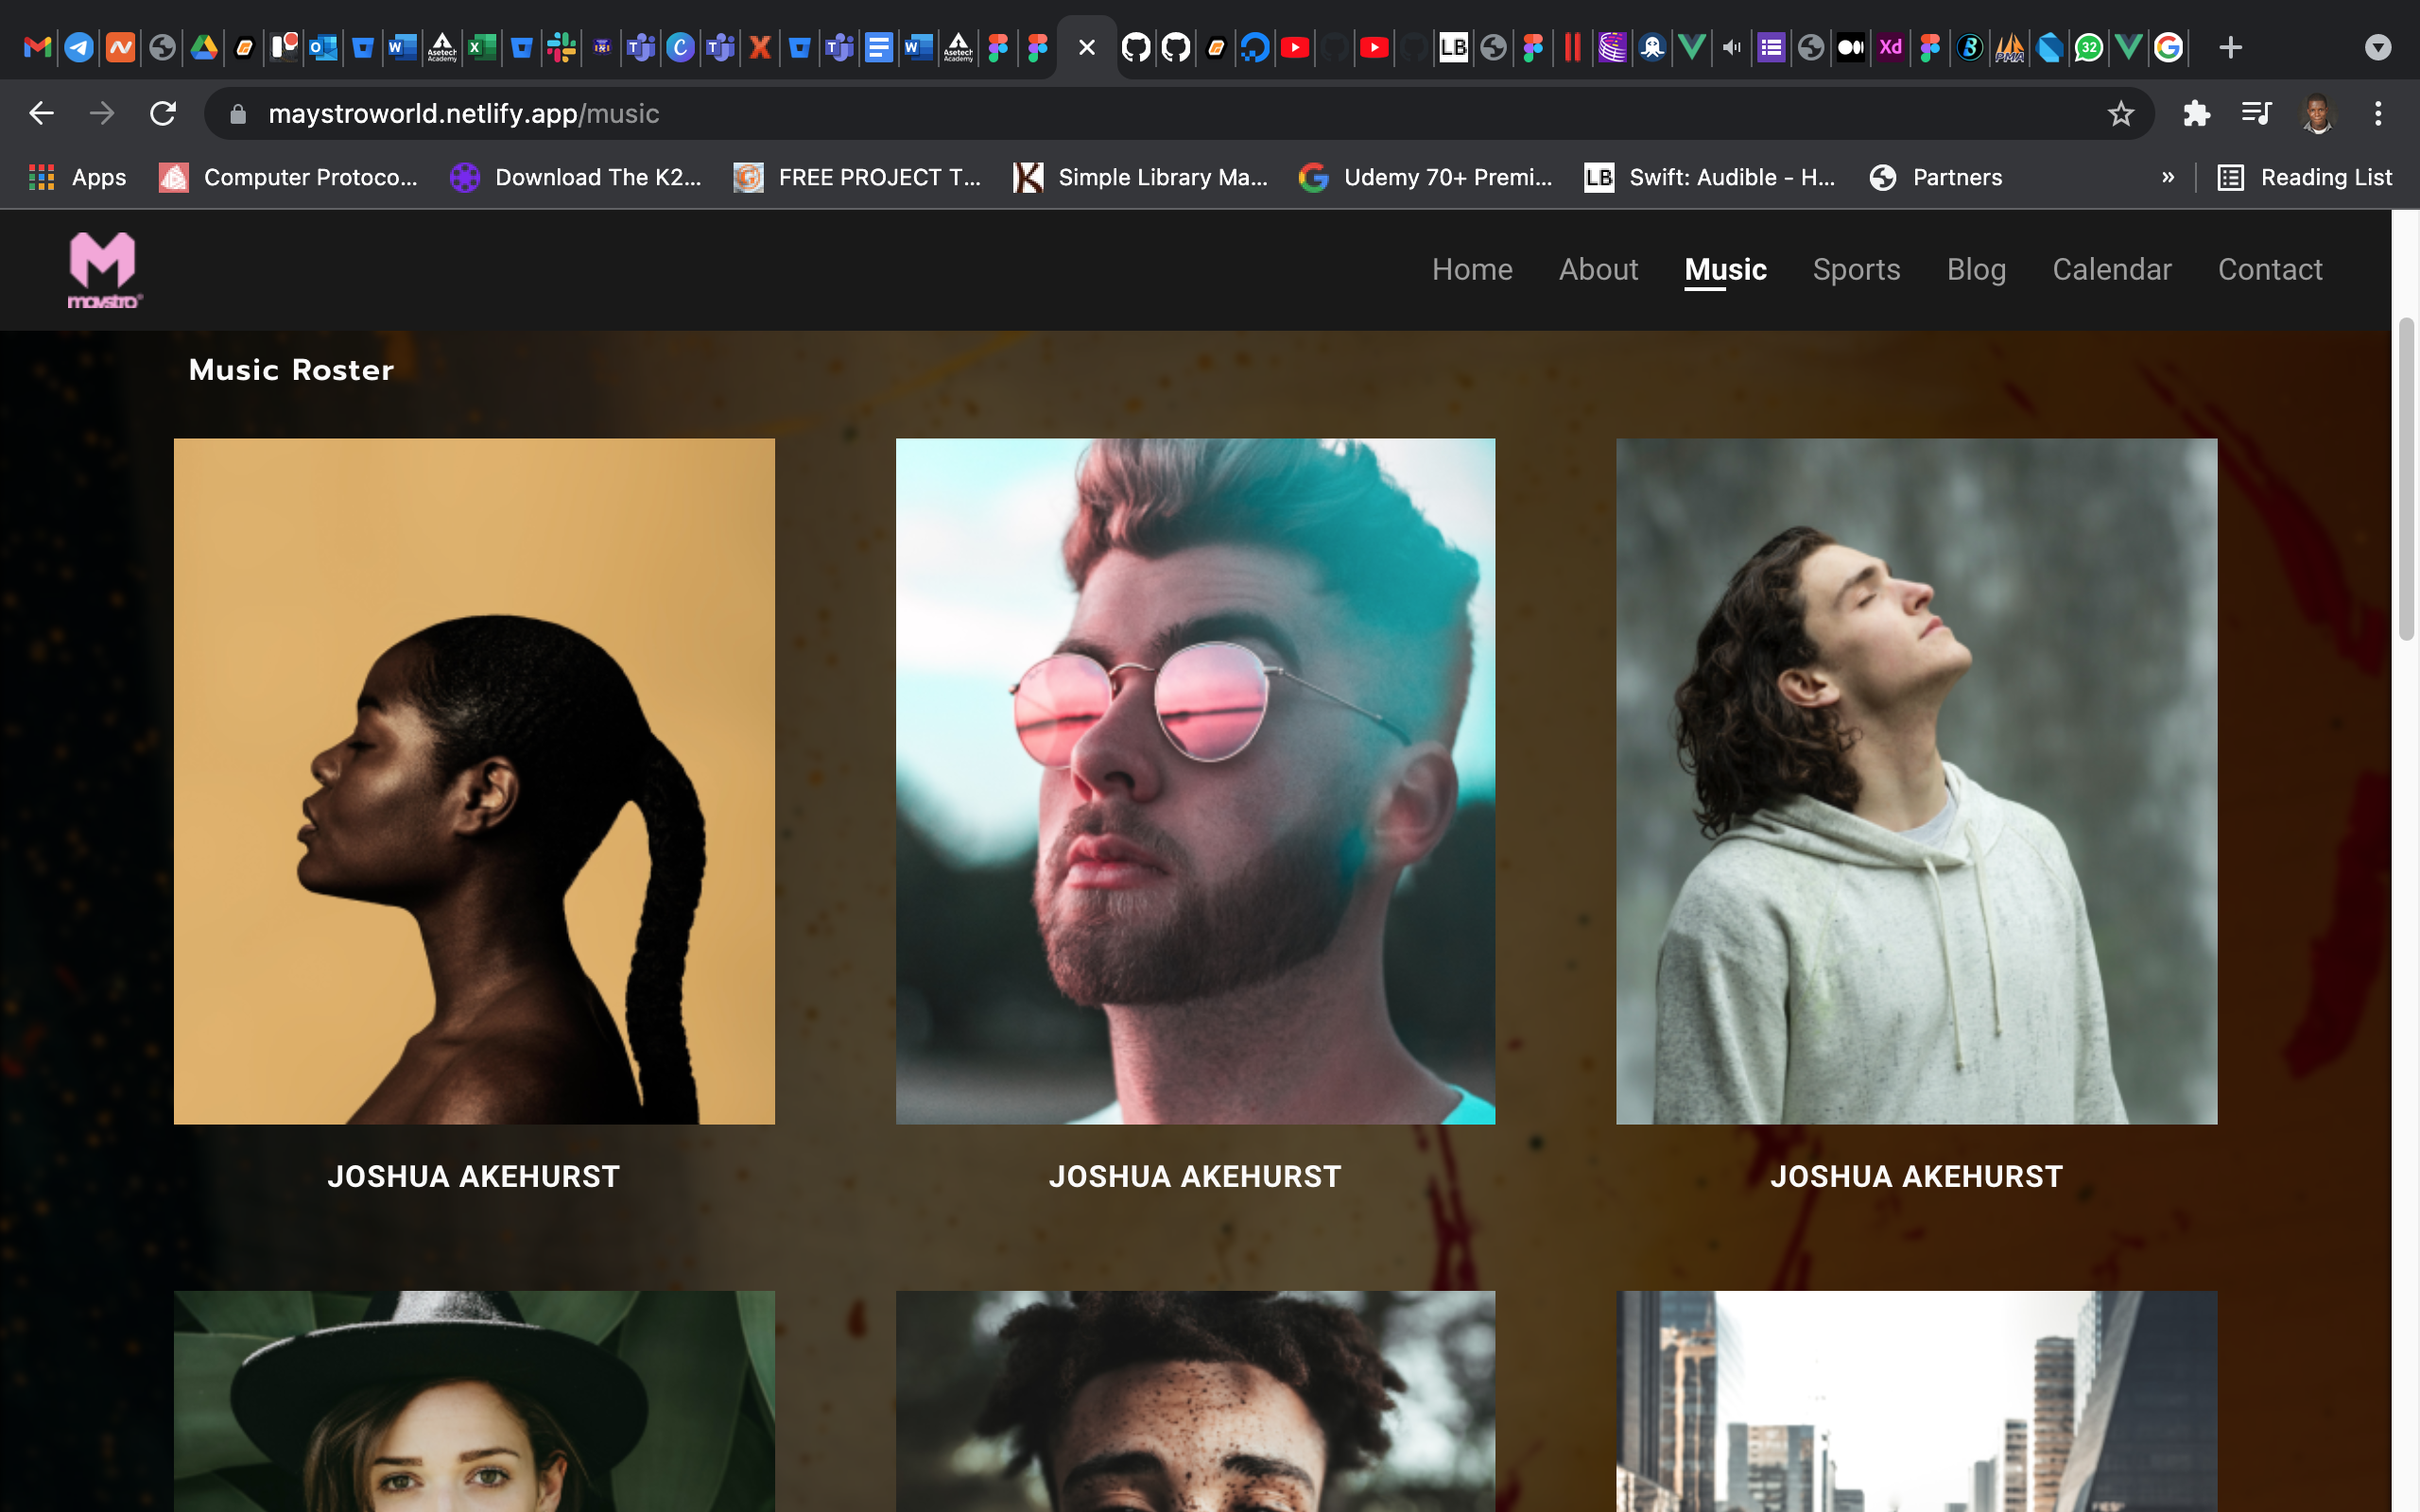 maystroworld.netlify.app/music
Apps
Computer Protoco...
Download The K2...
FREE PROJECT T...
Simple Library Ma...
Udemy 70+ Premi...
LB
Swift: Audible - H...
Partners
»
Reading List
maystro
Home
About
Music
Sports
Blog
Calendar
Contact
Music Roster
JOSHUA AKEHURST
JOSHUA AKEHURST
JOSHUA AKEHURST